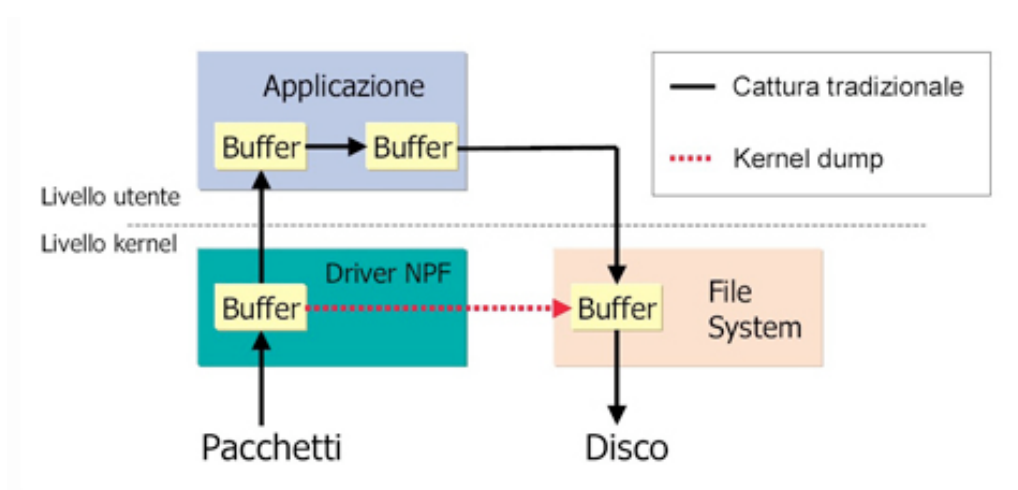 Applicazione
Buffer
Buffer
Cattura tradizionale
Kernel dump
Livello utente
Livello kernel
Driver NPF
Buffer
Buffer
File
System
Pacchetti
Disco